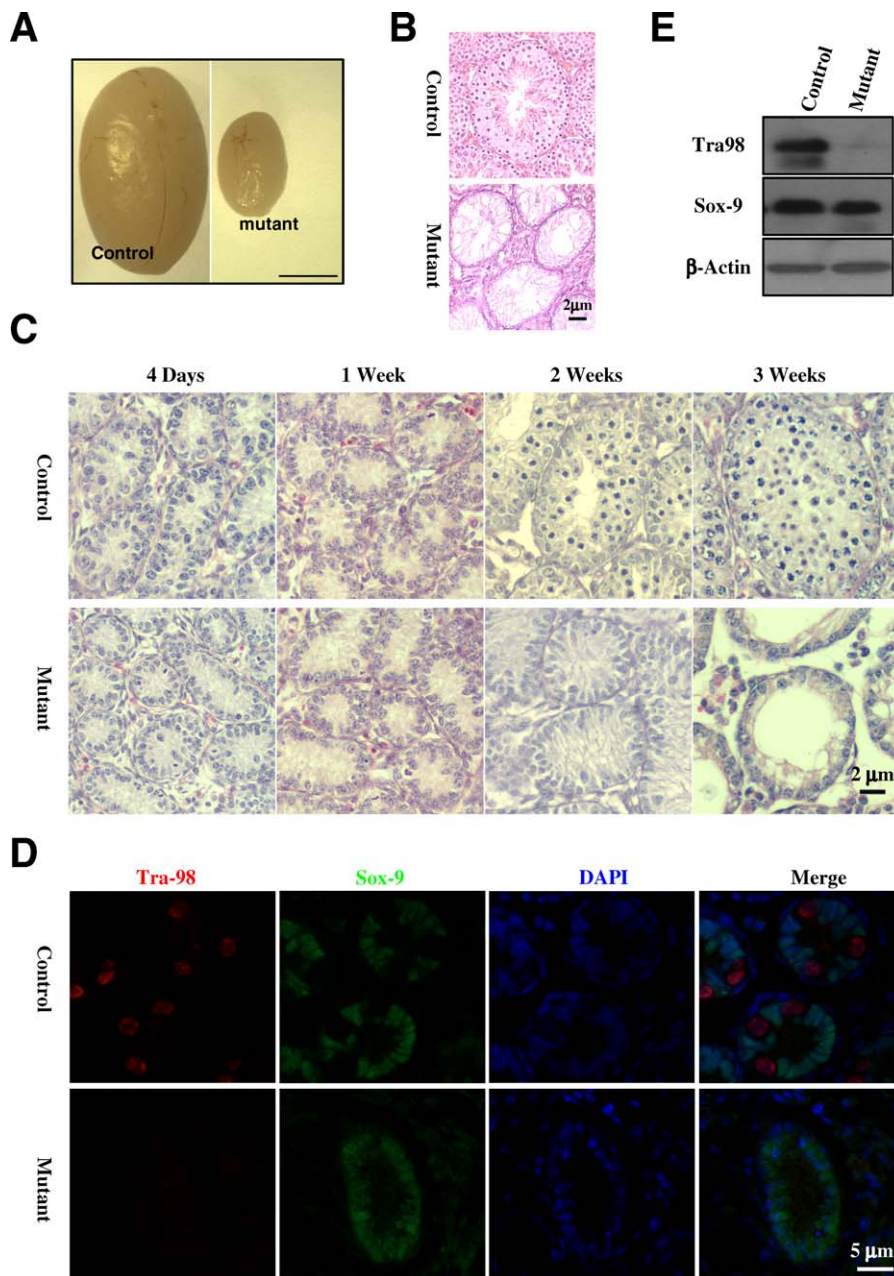 A
Control
mutant
B
Control
Mutant
2μm
E
Control
Mutant
Tra98
Sox-9
β-Actin
C
4 Days
1 Week
2 Weeks
3 Weeks
Control
Mutant
2 μm
D
Tra-98
Sox-9
DAPI
Merge
Control
Mutant
5 μm